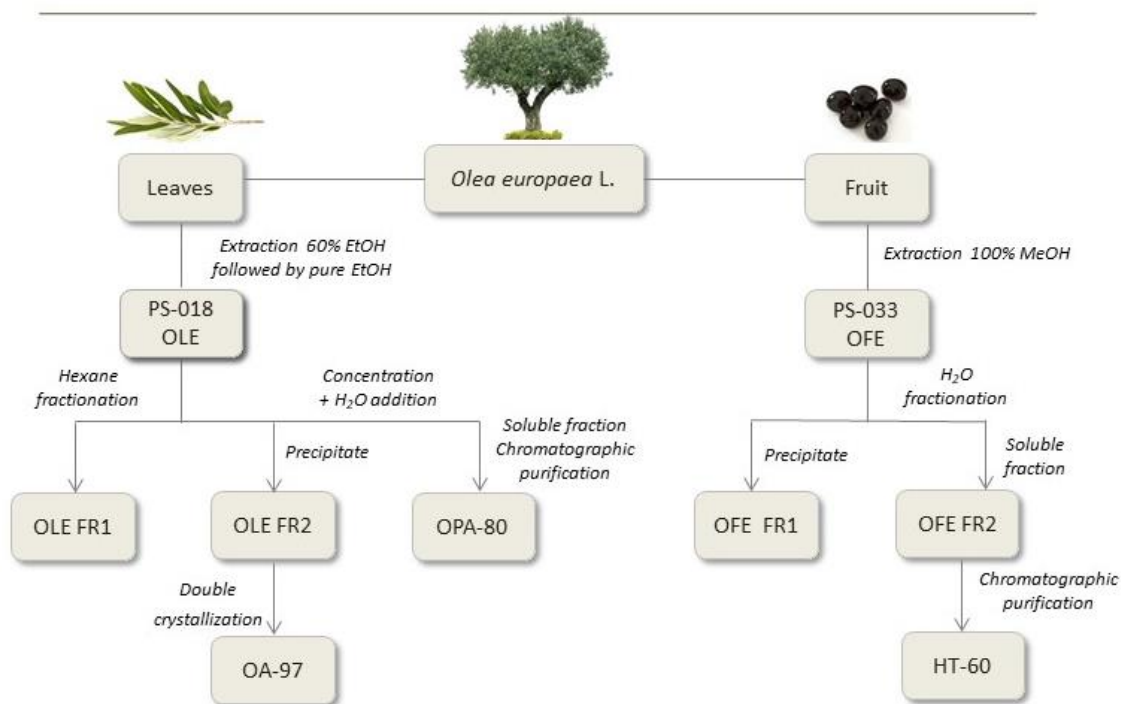 Olea europaea L.
Leaves
Fruit
Extraction 60% EtOH
followed by pure EtOH
Extraction 100% MeOH
PS-018
OLE
PS-033
OFE
Hexane
fractionation
Concentration
+ H₂O addition
H₂O
fractionation
Precipitate
Soluble fraction
Chromatographic
purification
Precipitate
Soluble
fraction
OLE FR1
OLE FR2
OPA-80
OFE FR1
OFE FR2
Double
crystallization
Chromatographic
purification
OA-97
HT-60